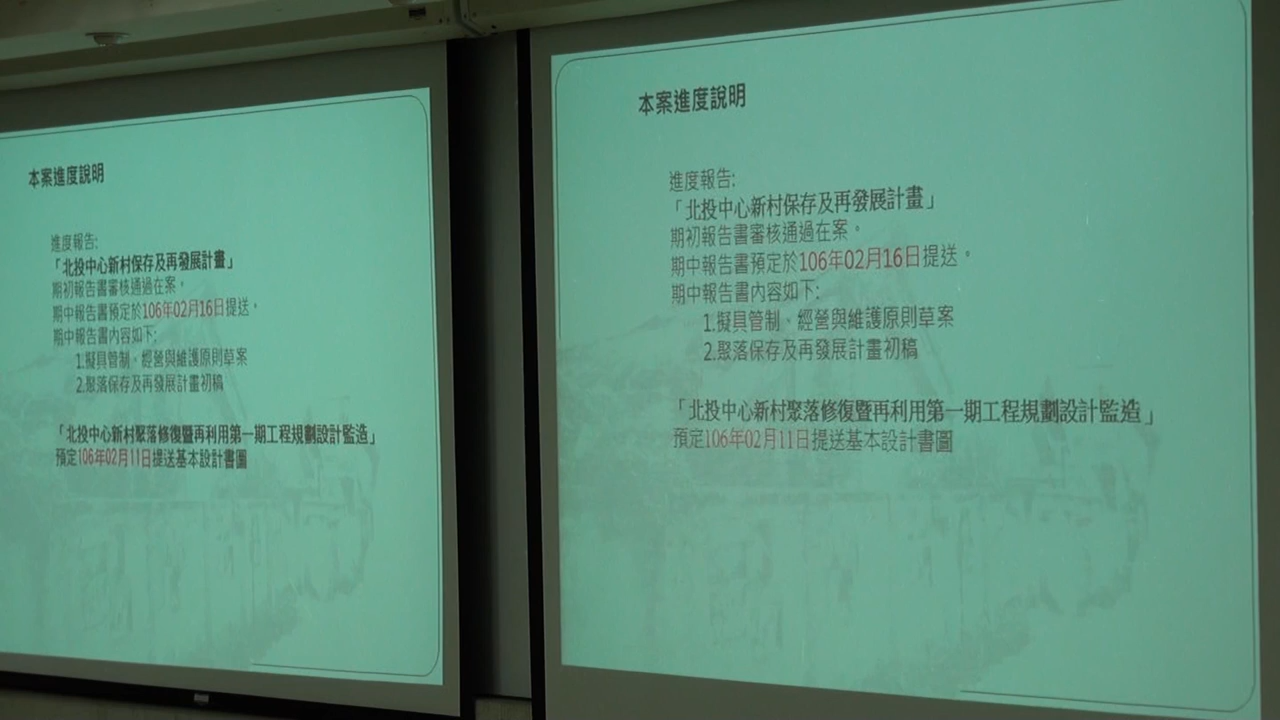 本案進度說明
進度報告:
「北投中心新村保存及再發展計畫」
期初報告書審核通過在案。
期中報告書預定於106年02月16日提送。
期中報告書內容如下:
1.擬具管制、經營與維護原則草案
2.聚落保存及再發展計畫初稿
「北投中心新村聚落修復暨再利用第一期工程規劃設計監造」
預定106年02月11日提送基本設計書圖
本案進度說明
進度報告:
「北投中心新村保存及再發展計畫」
期初報告書審核通過在案。
期中報告書預定於106年02月16日提送。
期中報告書內容如下:
1.擬具管制、經營與維護原則草案
2.聚落保存及再發展計畫初稿
「北投中心新村聚落修復暨再利用第一期工程規劃設計監造」
預定106年02月11日提送基本設計書圖